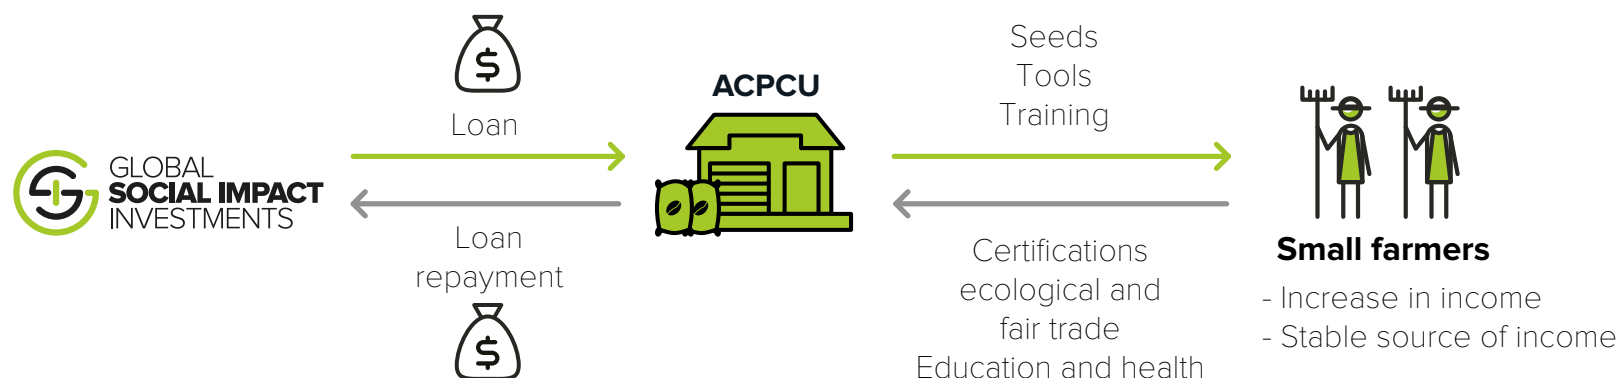 GLOBAL
SOCIAL IMPACT
INVESTMENTS
$
Loan
Loan
repayment
$
ACPCU
Seeds
Tools
Training
Certifications
ecological and
fair trade
Education and health
Small farmers
- Increase in income
- Stable source of income